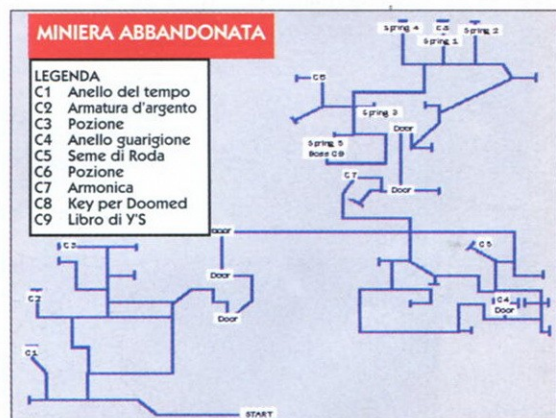 MINIERA ABBANDONATA
LEGENDA
C1 Anello del tempo
C2 Armatura d'argento
C3 Pozione
C4 Anello guarigione
C5 Seme di Roda
C6 Pozione
C7 Armonica
C8 Key per Doomed
C9 Libro di Y'S
Spring 4
Spring 1
Spring 2
Spring 3
Door
Spring 5
Boss C9
C7
Door
Door
C3
C5
Door
C2
C4
Door
Door
C1
START